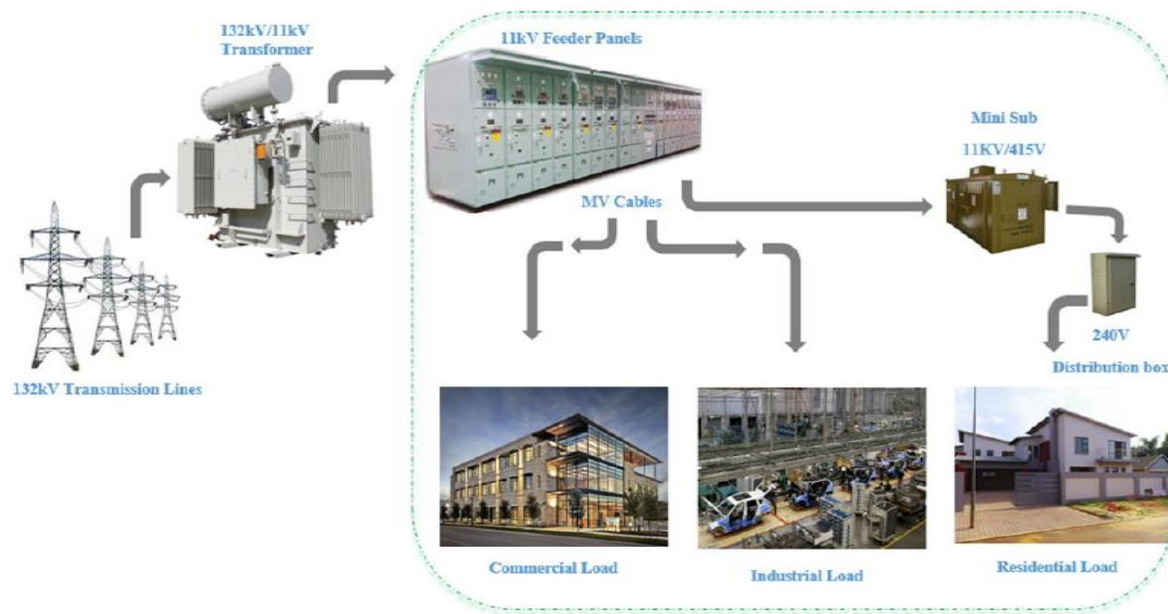 132kV/11kV
Transformer
11kV Feeder Panels
Mini Sub
11KV/415V
MV Cables
240V
Distribution box
132kV Transmission Lines
Commercial Load
Industrial Load
Residential Load